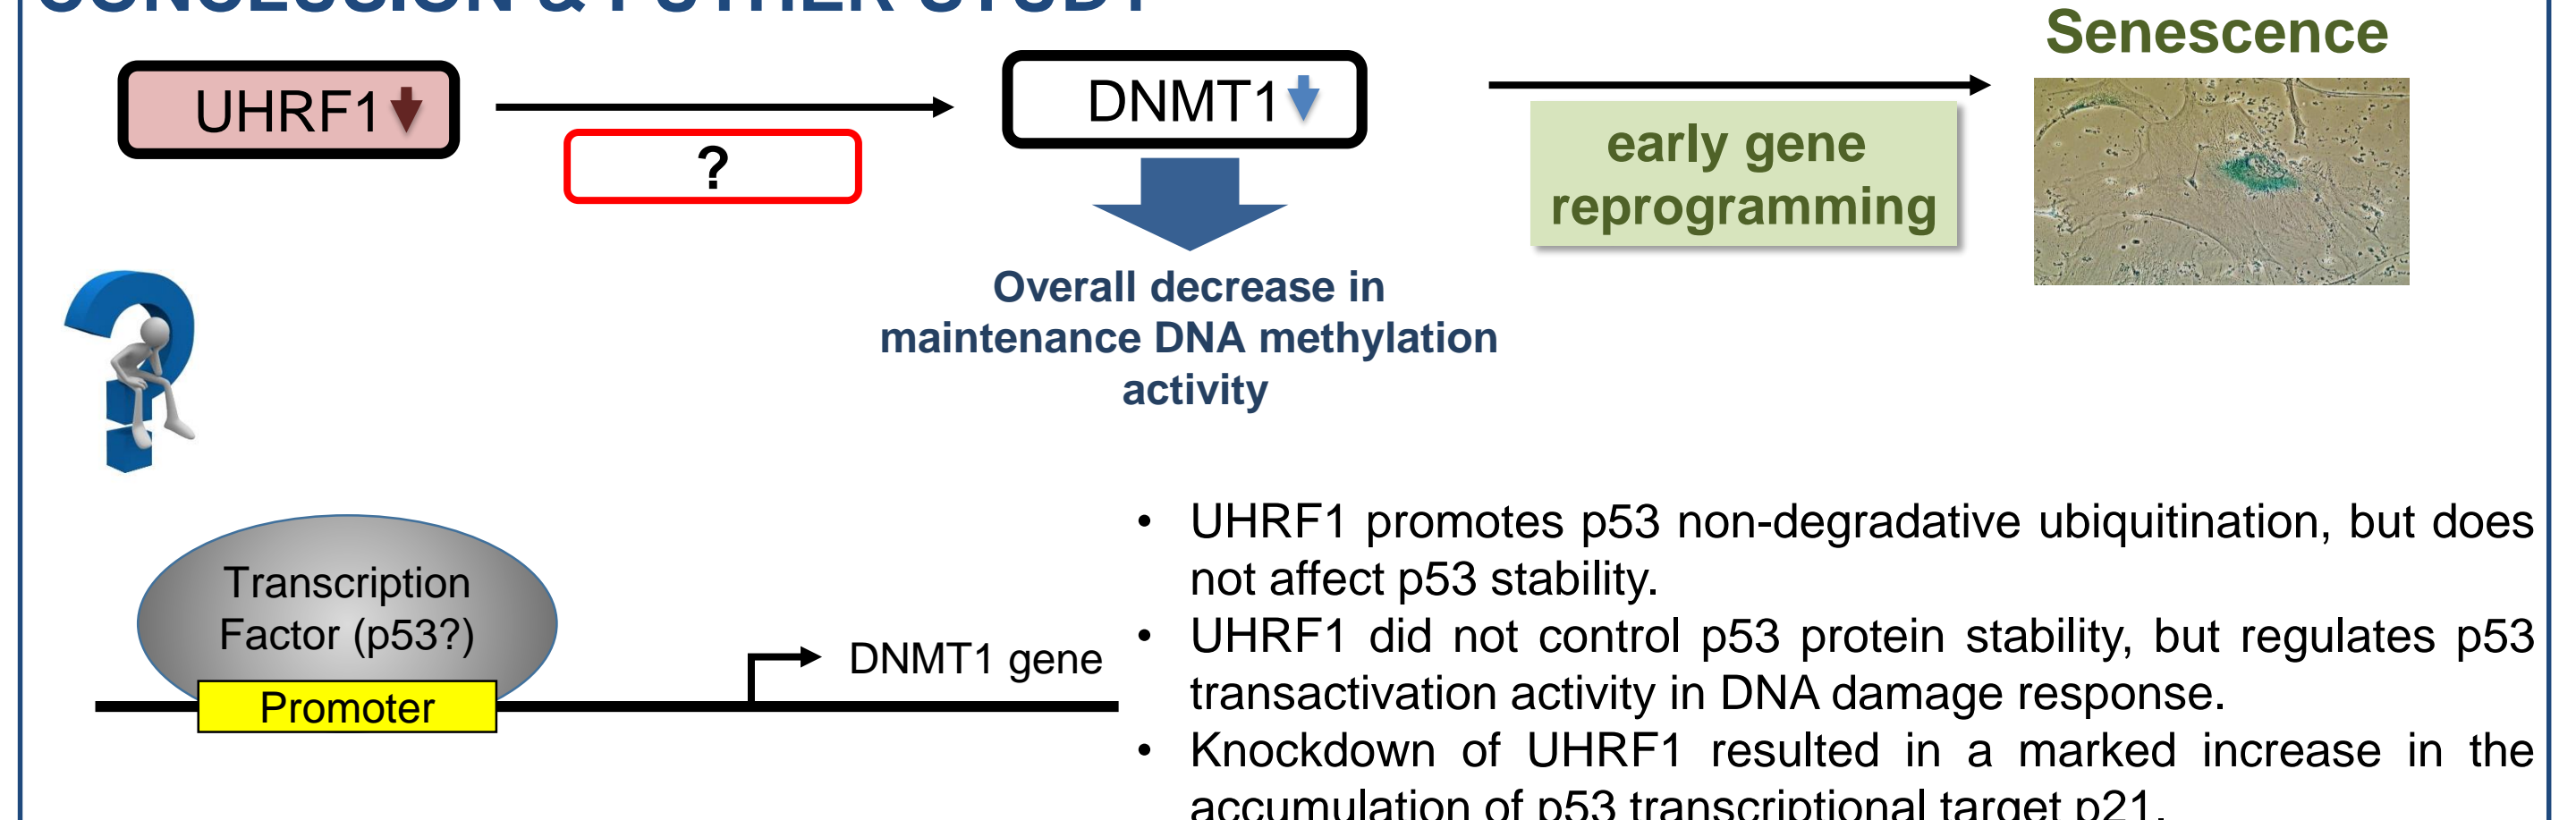 CONCLUSION & FUTHER STUDY
Senescence
UHRF1
DNMT1
?
early gene
reprogramming
Overall decrease in
maintenance DNA methylation
activity
Transcription
Factor (p53?)
Promoter
DNMT1 gene
• UHRF1 promotes p53 non-degradative ubiquitination, but does
not affect p53 stability.
• UHRF1 did not control p53 protein stability, but regulates p53
transactivation activity in DNA damage response.
• Knockdown of UHRF1 resulted in a marked increase in the
accumulation of p53 transcriptional target p21.